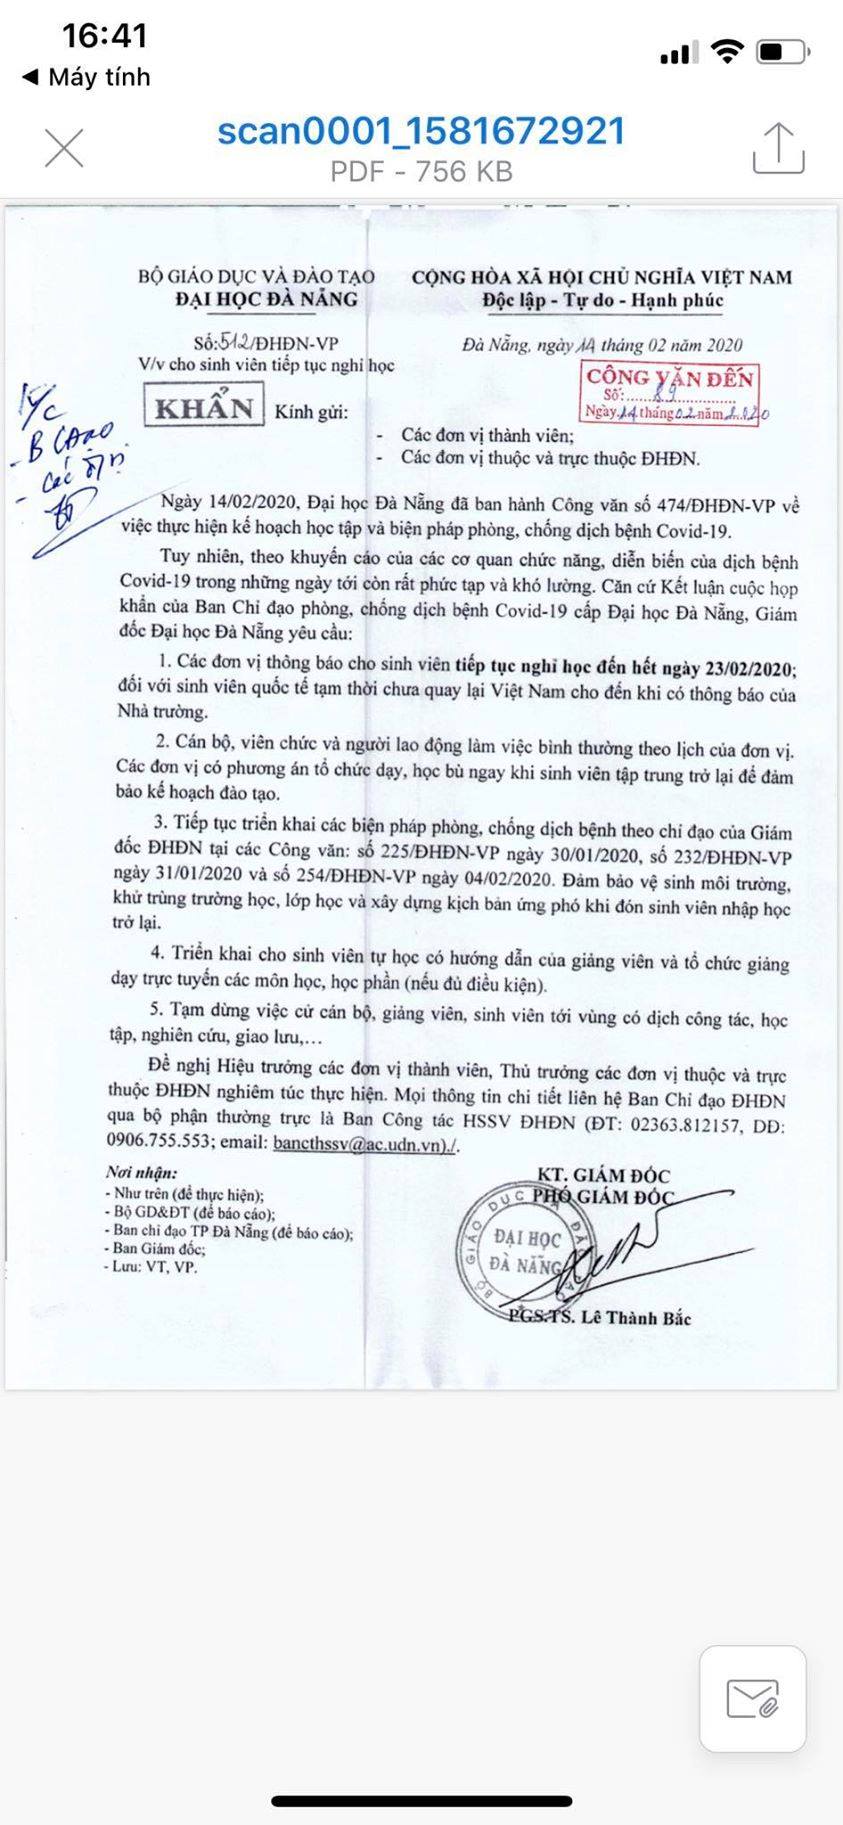 16:41
◀ Máy tính
scan0001_1581672921
PDF - 756 KB
BỘ GIÁO DỤC VÀ ĐÀO TẠO
ĐẠI HỌC ĐÀ NẴNG
CỘNG HÒA XÃ HỘI CHỦ NGHĨA VIỆT NAM
Độc lập - Tự do - Hạnh phúc
Số:512/ĐHĐN-VP
V/v cho sinh viên tiếp tục nghỉ học
Đà Nẵng, ngày 14 tháng 02 năm 2020
CÔNG VĂN ĐẾN
Số:......89..............
Ngày.14 tháng 02 năm 2020
KHẨN
Kính gửi:
- Các đơn vị thành viên;
- Các đơn vị thuộc và trực thuộc ĐHĐN.
Ngày 14/02/2020, Đại học Đà Nẵng đã ban hành Công văn số 474/ĐHĐN-VP về
việc thực hiện kế hoạch học tập và biện pháp phòng, chống dịch bệnh Covid-19.
Tuy nhiên, theo khuyến cáo của các cơ quan chức năng, diễn biến của dịch bệnh
Covid-19 trong những ngày tới còn rất phức tạp và khó lường. Căn cứ Kết luận cuộc họp
khẩn của Ban Chỉ đạo phòng, chống dịch bệnh Covid-19 cấp Đại học Đà Nẵng, Giám
đốc Đại học Đà Nẵng yêu cầu:
1. Các đơn vị thông báo cho sinh viên tiếp tục nghỉ học đến hết ngày 23/02/2020;
đối với sinh viên quốc tế tạm thời chưa quay lại Việt Nam cho đến khi có thông báo của
Nhà trường.
2. Cán bộ, viên chức và người lao động làm việc bình thường theo lịch của đơn vị.
Các đơn vị có phương án tổ chức dạy, học bù ngay khi sinh viên tập trung trở lại để đảm
bảo kế hoạch đào tạo.
3. Tiếp tục triển khai các biện pháp phòng, chống dịch bệnh theo chỉ đạo của Giám
đốc ĐHĐN tại các Công văn: số 225/ĐHĐN-VP ngày 30/01/2020, số 232/ĐHĐN-VP
ngày 31/01/2020 và số 254/ĐHĐN-VP ngày 04/02/2020. Đảm bảo vệ sinh môi trường,
khử trùng trường học, lớp học và xây dựng kịch bản ứng phó khi đón sinh viên nhập học
trở lại.
4. Triển khai cho sinh viên tự học có hướng dẫn của giảng viên và tổ chức giảng
dạy trực tuyến các môn học, học phần (nếu đủ điều kiện).
5. Tạm dừng việc cử cán bộ, giảng viên, sinh viên tới vùng có dịch công tác, học
tập, nghiên cứu, giao lưu,...
Đề nghị Hiệu trưởng các đơn vị thành viên, Thủ trưởng các đơn vị thuộc và trực
thuộc ĐHĐN nghiêm túc thực hiện. Mọi thông tin chi tiết liên hệ Ban Chỉ đạo ĐHĐN
qua bộ phận thường trực là Ban Công tác HSSV ĐHĐN (ĐT: 02363.812157, DĐ:
0906.755.553; email: bancthssv@ac.udn.vn)./.
Nơi nhận:
- Như trên (để thực hiện);
- Bộ GD&ĐT (để báo cáo);
- Ban chỉ đạo TP Đà Nẵng (để báo cáo);
- Ban Giám đốc;
- Lưu: VT, VP.
KT. GIÁM ĐỐC
PHÓ GIÁM ĐỐC
ĐẠI HỌC
ĐÀ NẴNG
PGS.TS. Lê Thành Bắc